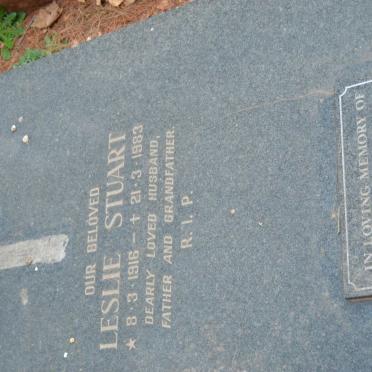 OUR BELOVED
LESLIE STUART
★ 8·3·1916 – ✝ 21·3·1983
DEARLY LOVED HUSBAND,
FATHER AND GRANDFATHER.
R.I.P.
IN LOVING MEMORY OF